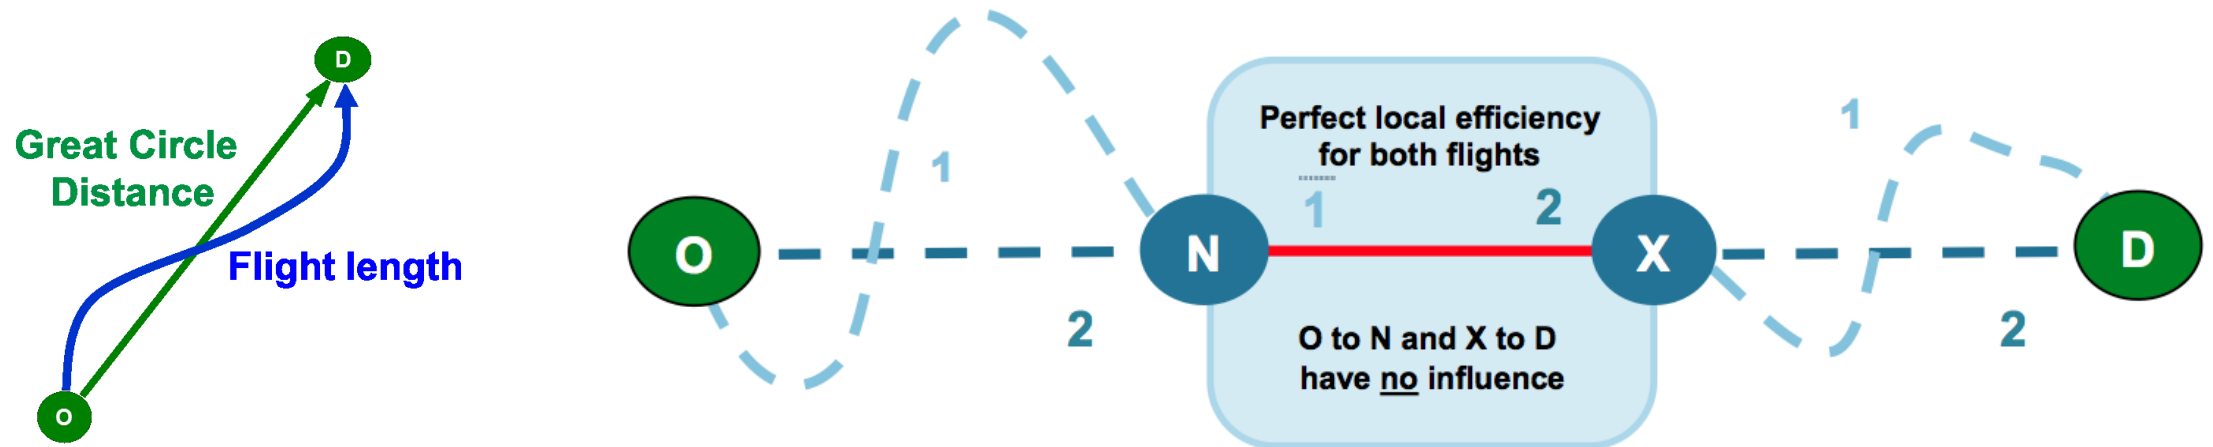 D
Great Circle
Distance
Flight length
O
1
Perfect local efficiency
for both flights
1
1 2
O N X D
2
O to N and X to D
have no influence
2